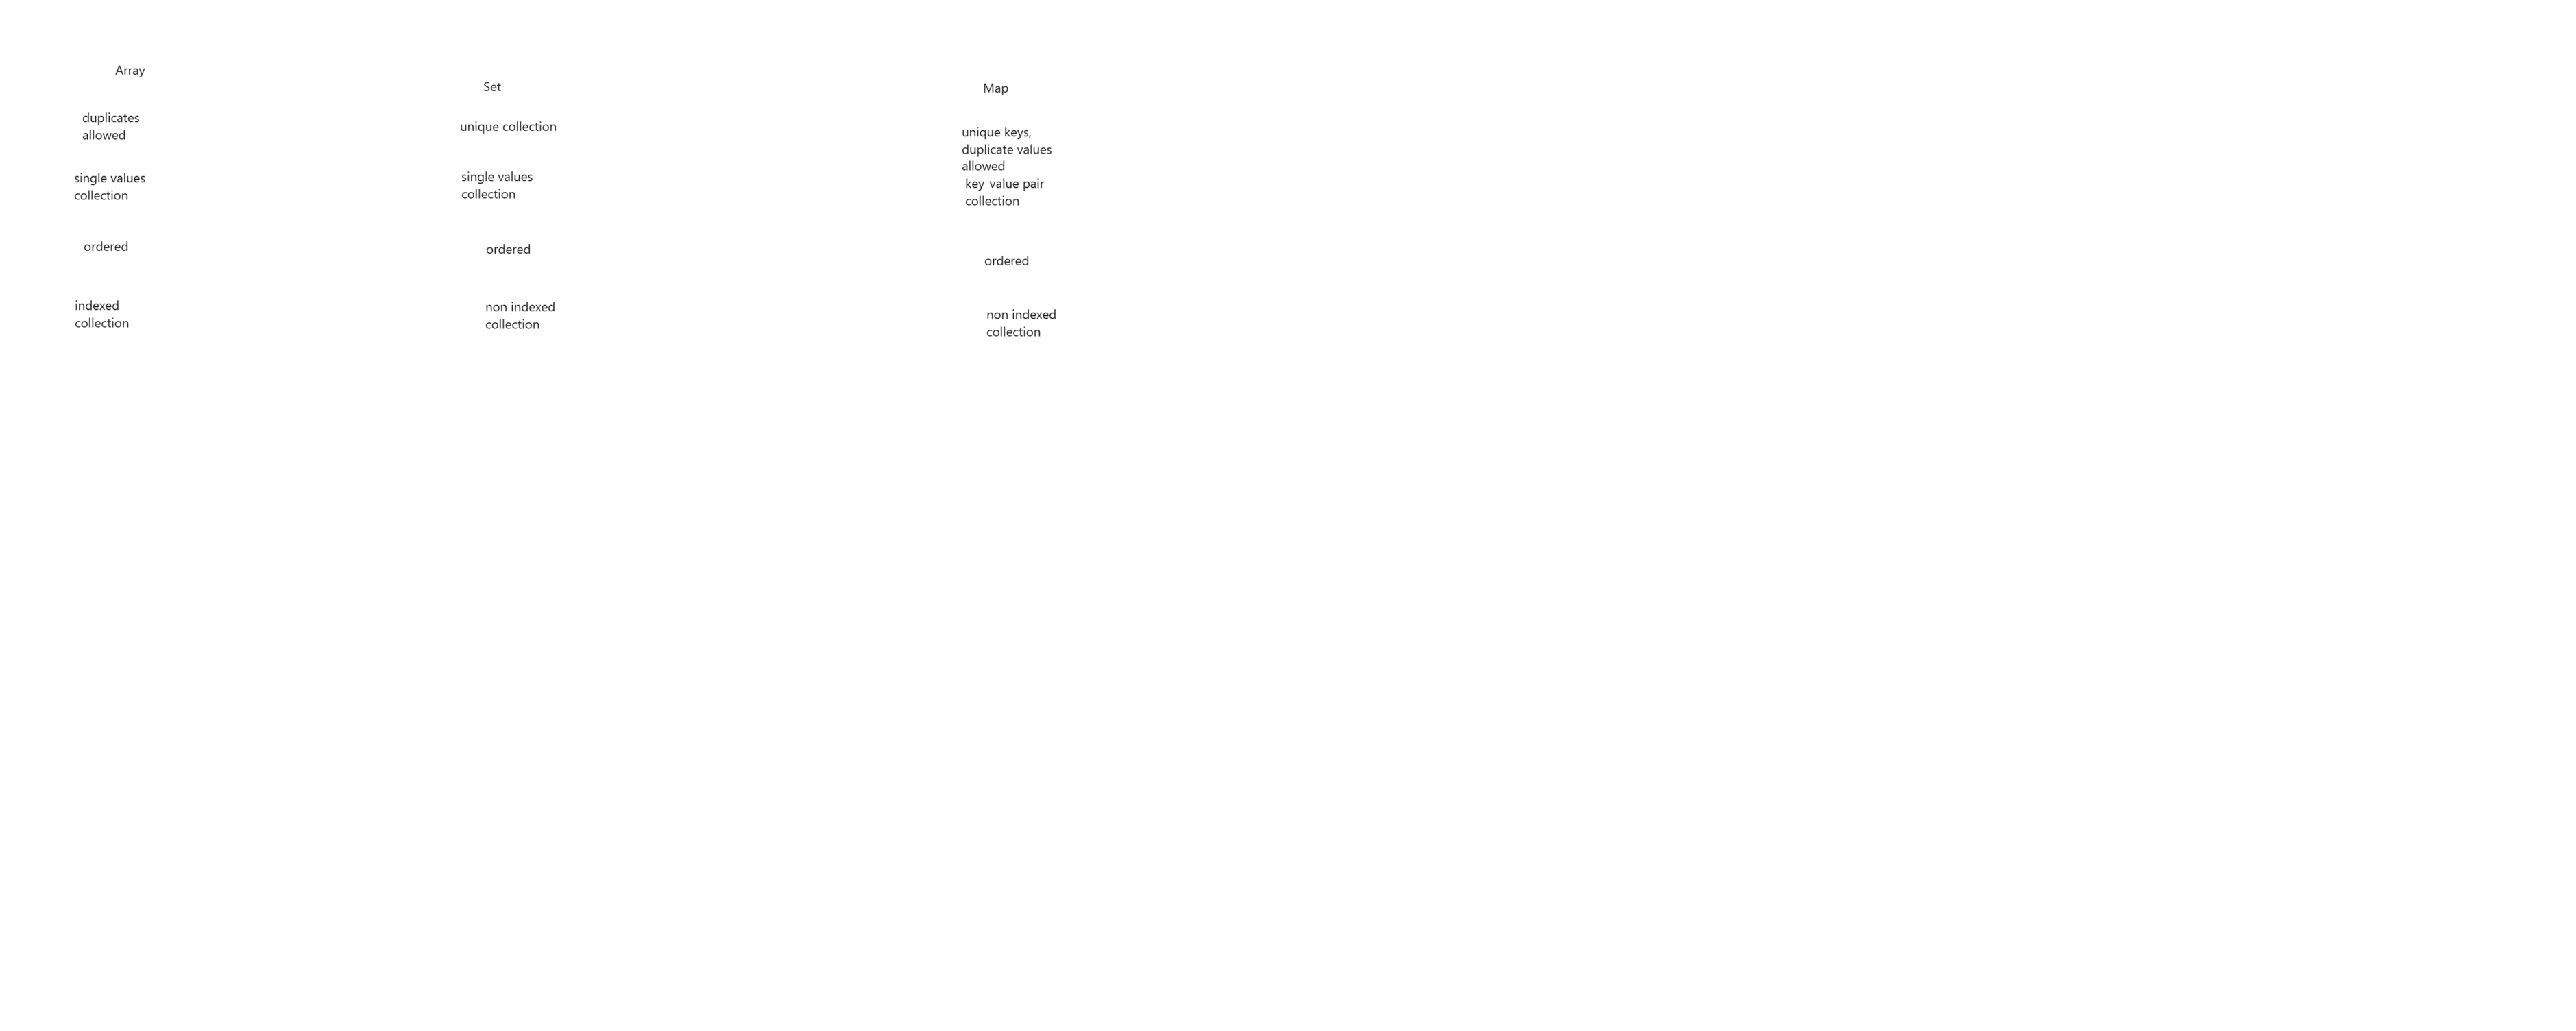 Array
duplicates
allowed
single values
collection
ordered
indexed
collection
Set
unique collection
single values
collection
ordered
non indexed
collection
Map
unique keys,
duplicate values
allowed
key-value pair
collection
ordered
non indexed
collection